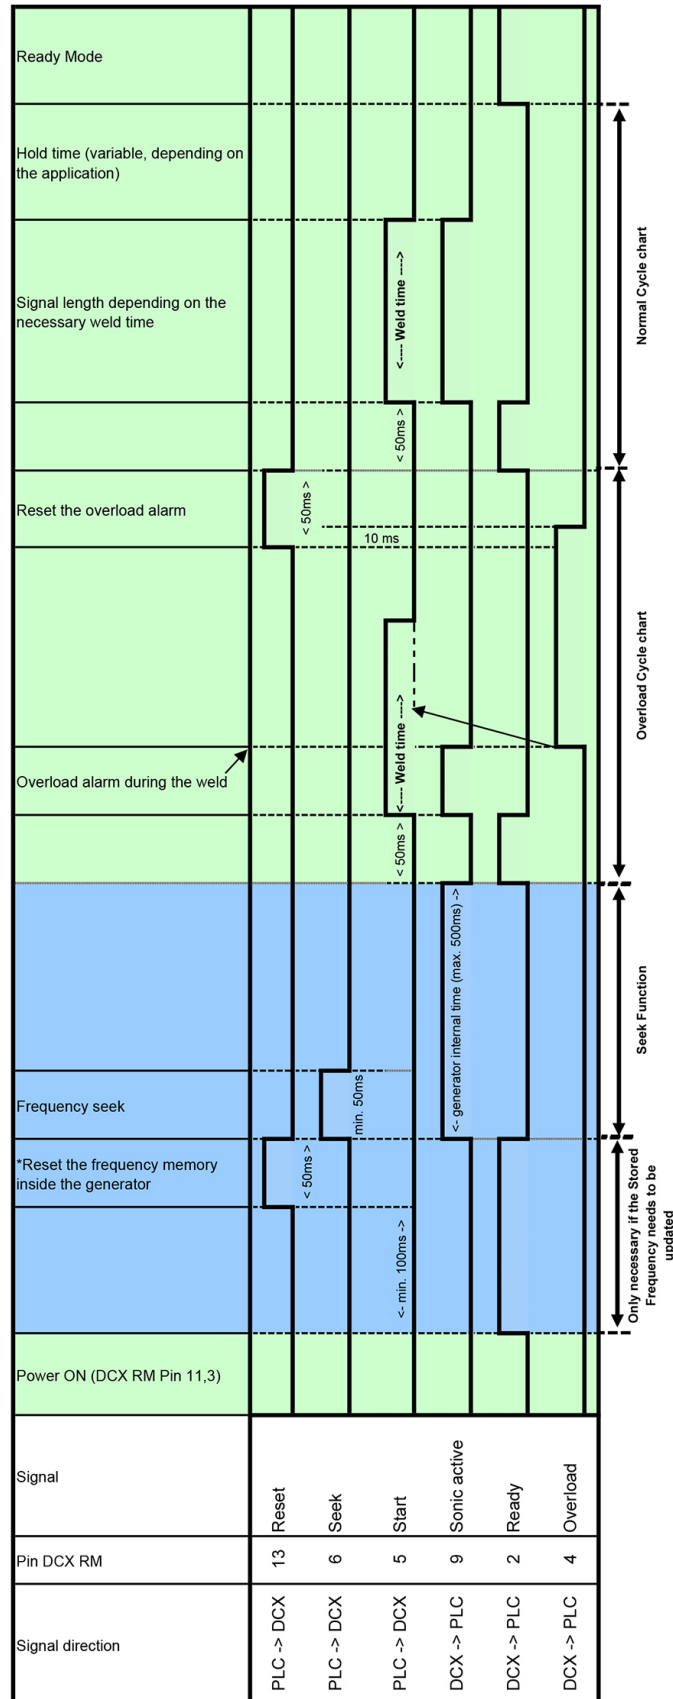 Ready Mode
Hold time (variable, depending on
the application)
Signal length depending on the
necessary weld time
<---- Weld time ---->
Normal Cycle chart
< 50ms >
Reset the overload alarm
< 50ms >
10 ms
Overload Cycle chart
<---- Weld time ---->
Overload alarm during the weld
< 50ms >
<- generator internal time (max. 500ms) ->
Seek Function
Frequency seek
min. 50ms
*Reset the frequency memory
inside the generator
< 50ms >
<- min. 100ms ->
Only necessary if the Stored
Frequency needs to be
updated
Power ON (DCX RM Pin 11,3)
Signal
Reset
Seek
Start
Sonic active
Ready
Overload
Pin DCX RM
13
6
5
9
2
4
Signal direction
PLC -> DCX
PLC -> DCX
PLC -> DCX
DCX -> PLC
DCX -> PLC
DCX -> PLC